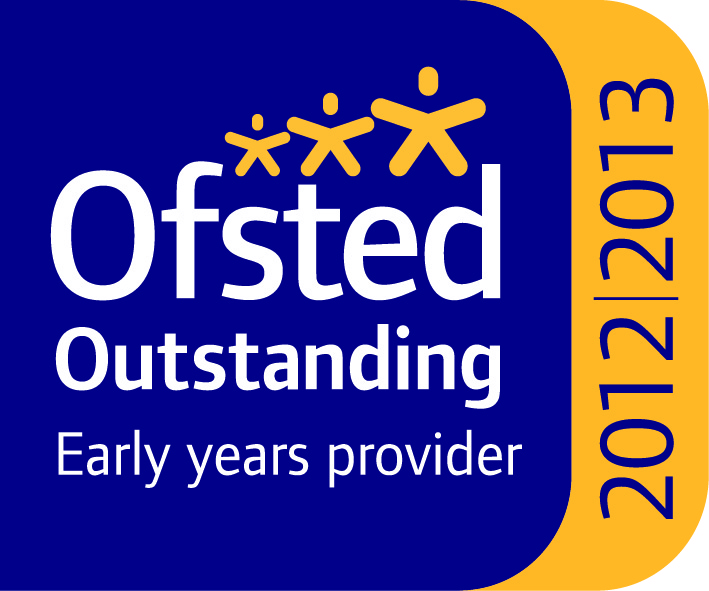 Ofsted
Outstanding
Early years provider
2012|2013